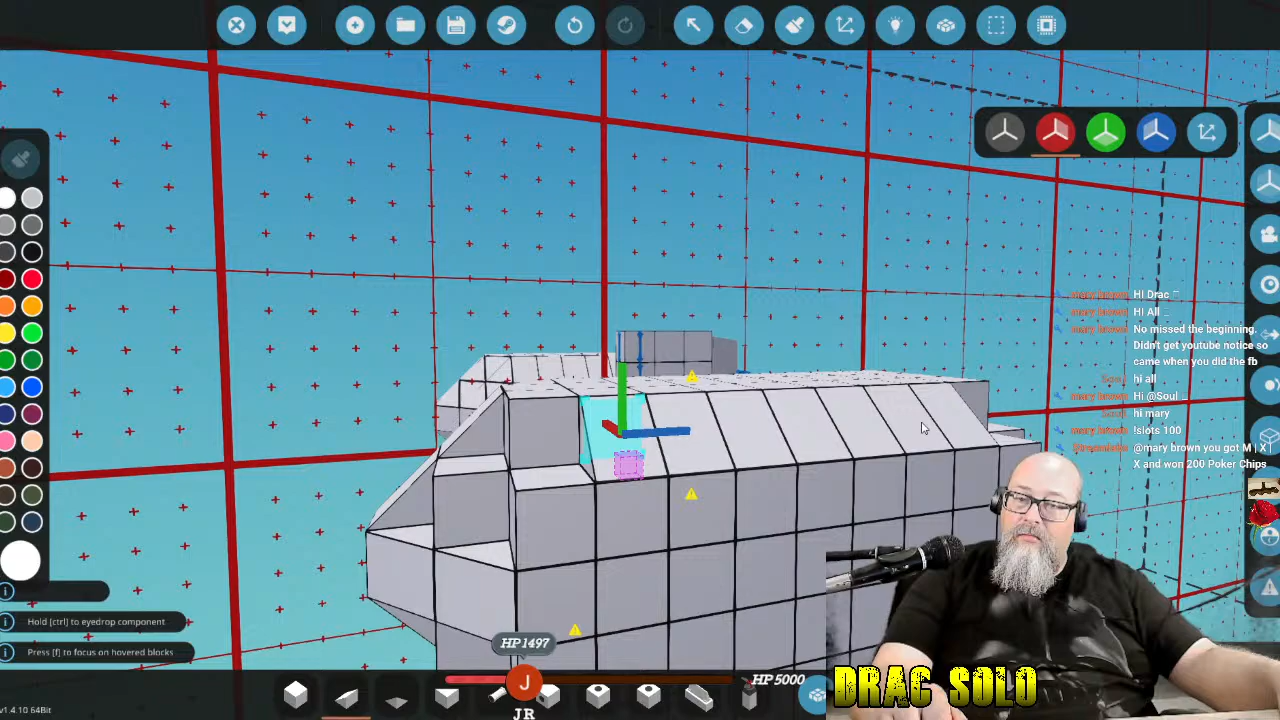 Hi Drac
Hi All
No missed the beginning.
Didn't get youtube notice so
came when you did the fb
hi all
Hi @Soul
hi mary
!slots 100
@mary brown you got M | X |
X and won 200 Poker Chips
Hold [ctrl] to eyedrop component
Press [f] to focus on hovered blocks
HP 1497
HP 5000
J
JR
DRAG SOLO
v1.4.10 64Bit